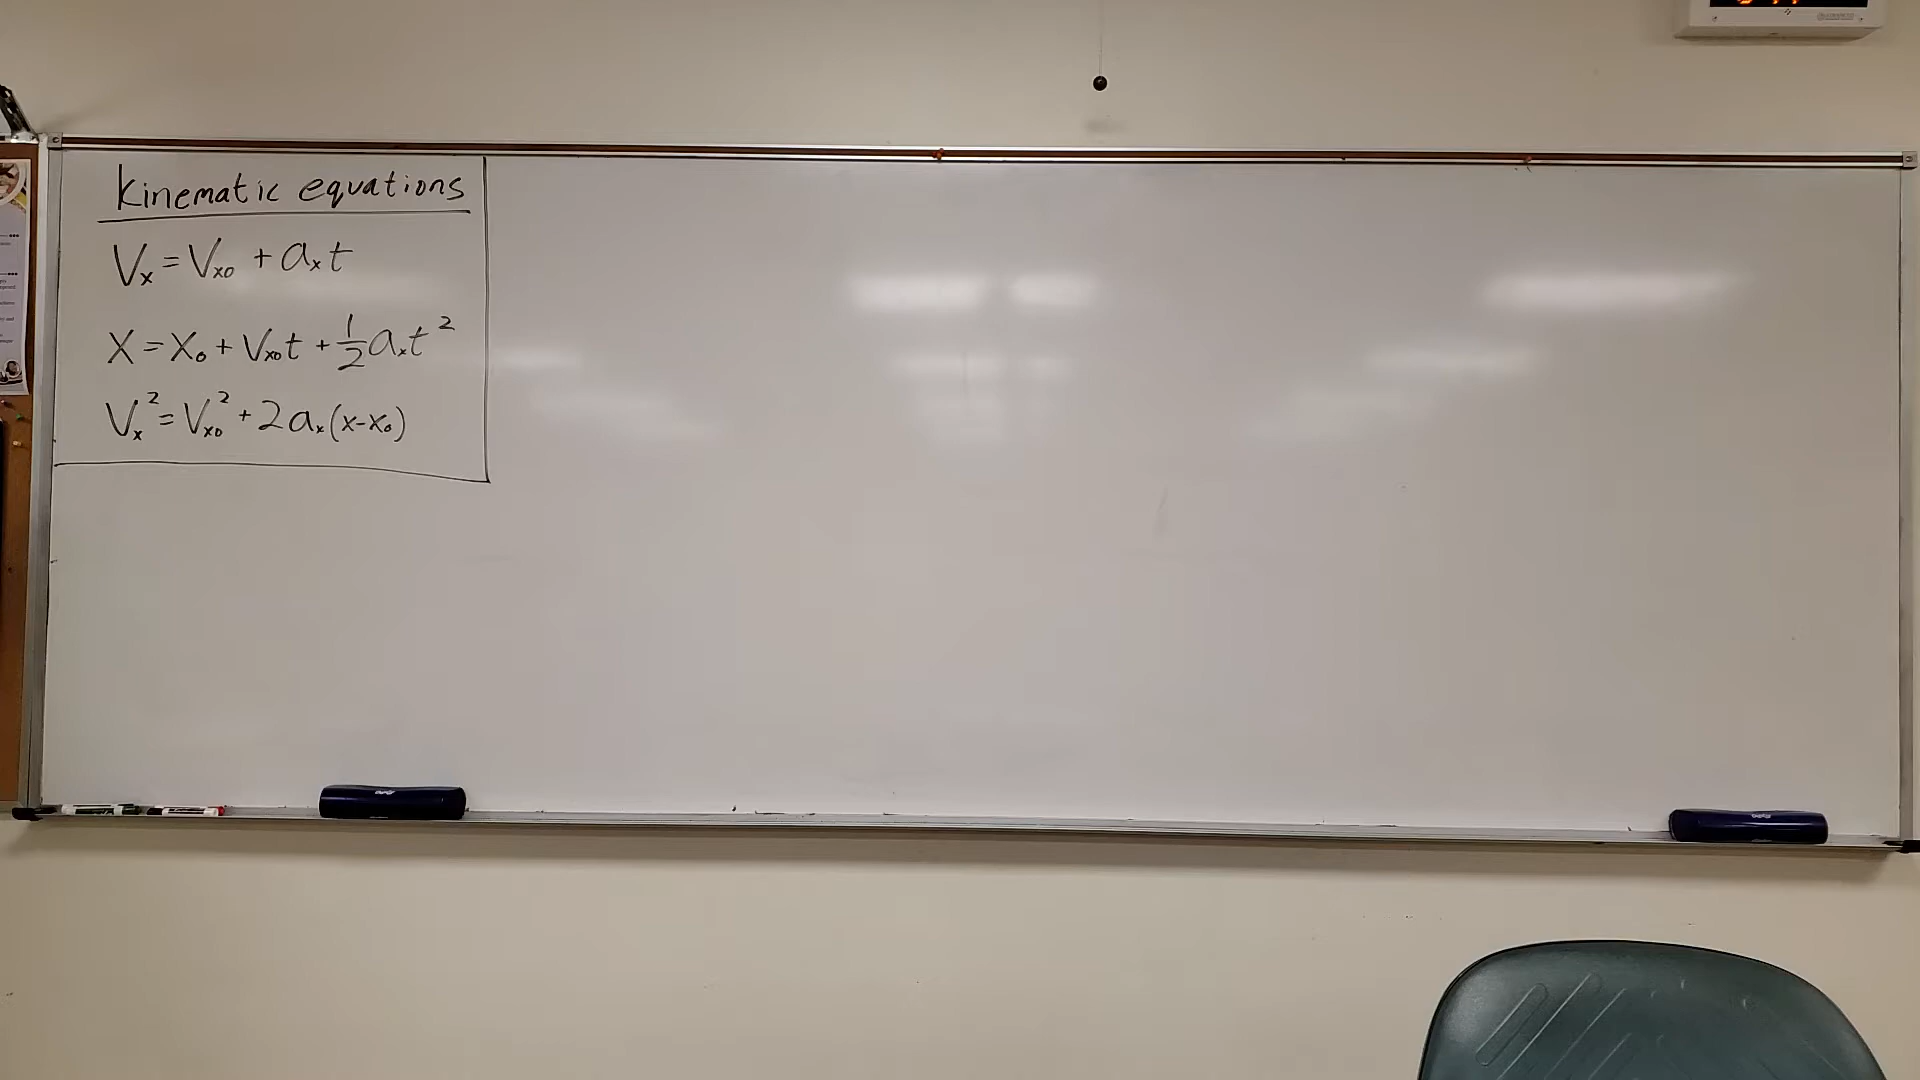 Kinematic equations
Vₓ = Vₓ₀ + aₓt
X = X₀ + Vₓ₀t + ½aₓt²
Vₓ² = Vₓ₀² + 2aₓ(x-x₀)